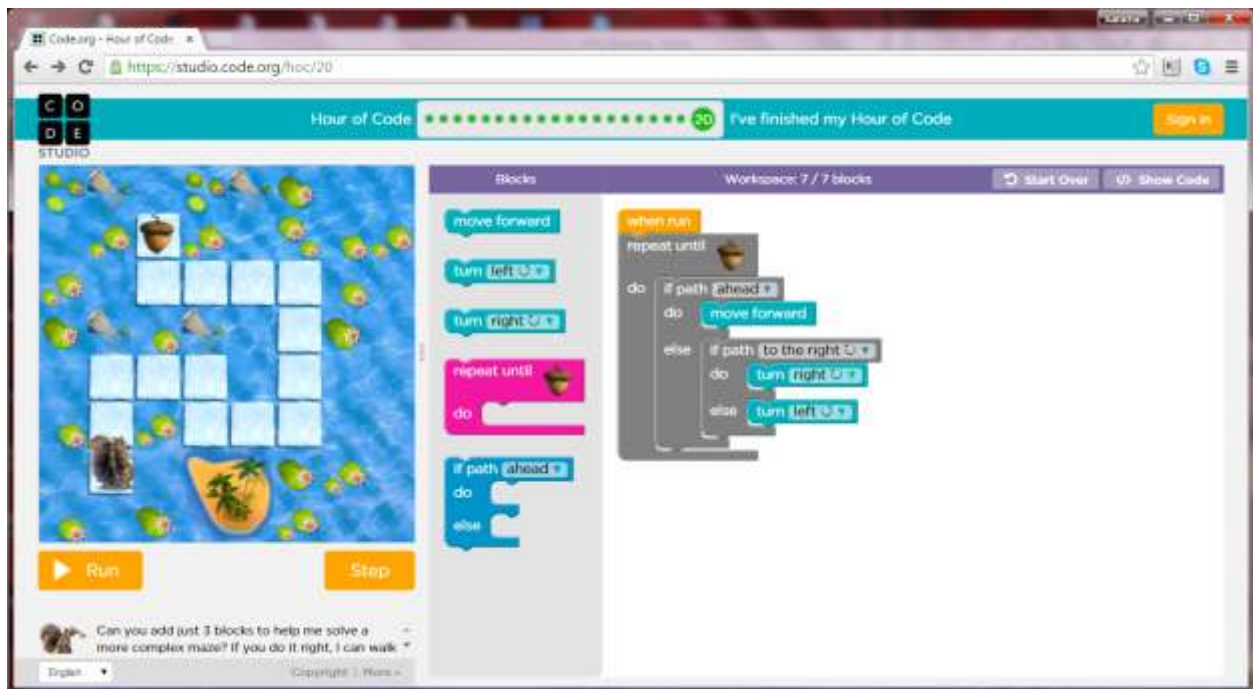 Code.org - Hour of Code
https://studio.code.org/hoc/20
CO
DE
STUDIO
Hour of Code
20
I've finished my Hour of Code
Sign in
Blocks
Workspace: 7 / 7 blocks
Start Over
Show Code
move forward
turn left
turn right
repeat until
do
if path ahead
do
else
when run
repeat until
do
if path ahead
do
move forward
else
if path to the right
do
turn right
else
turn left
Run
Step
Can you add just 3 blocks to help me solve a
more complex maze? If you do it right, I can walk
English
Copyright | More